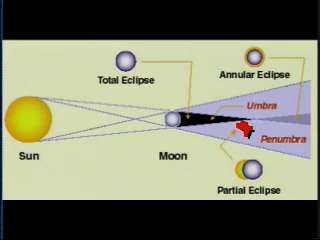 Total Eclipse
Annular Eclipse
Umbra
Penumbra
Sun
Moon
Partial Eclipse